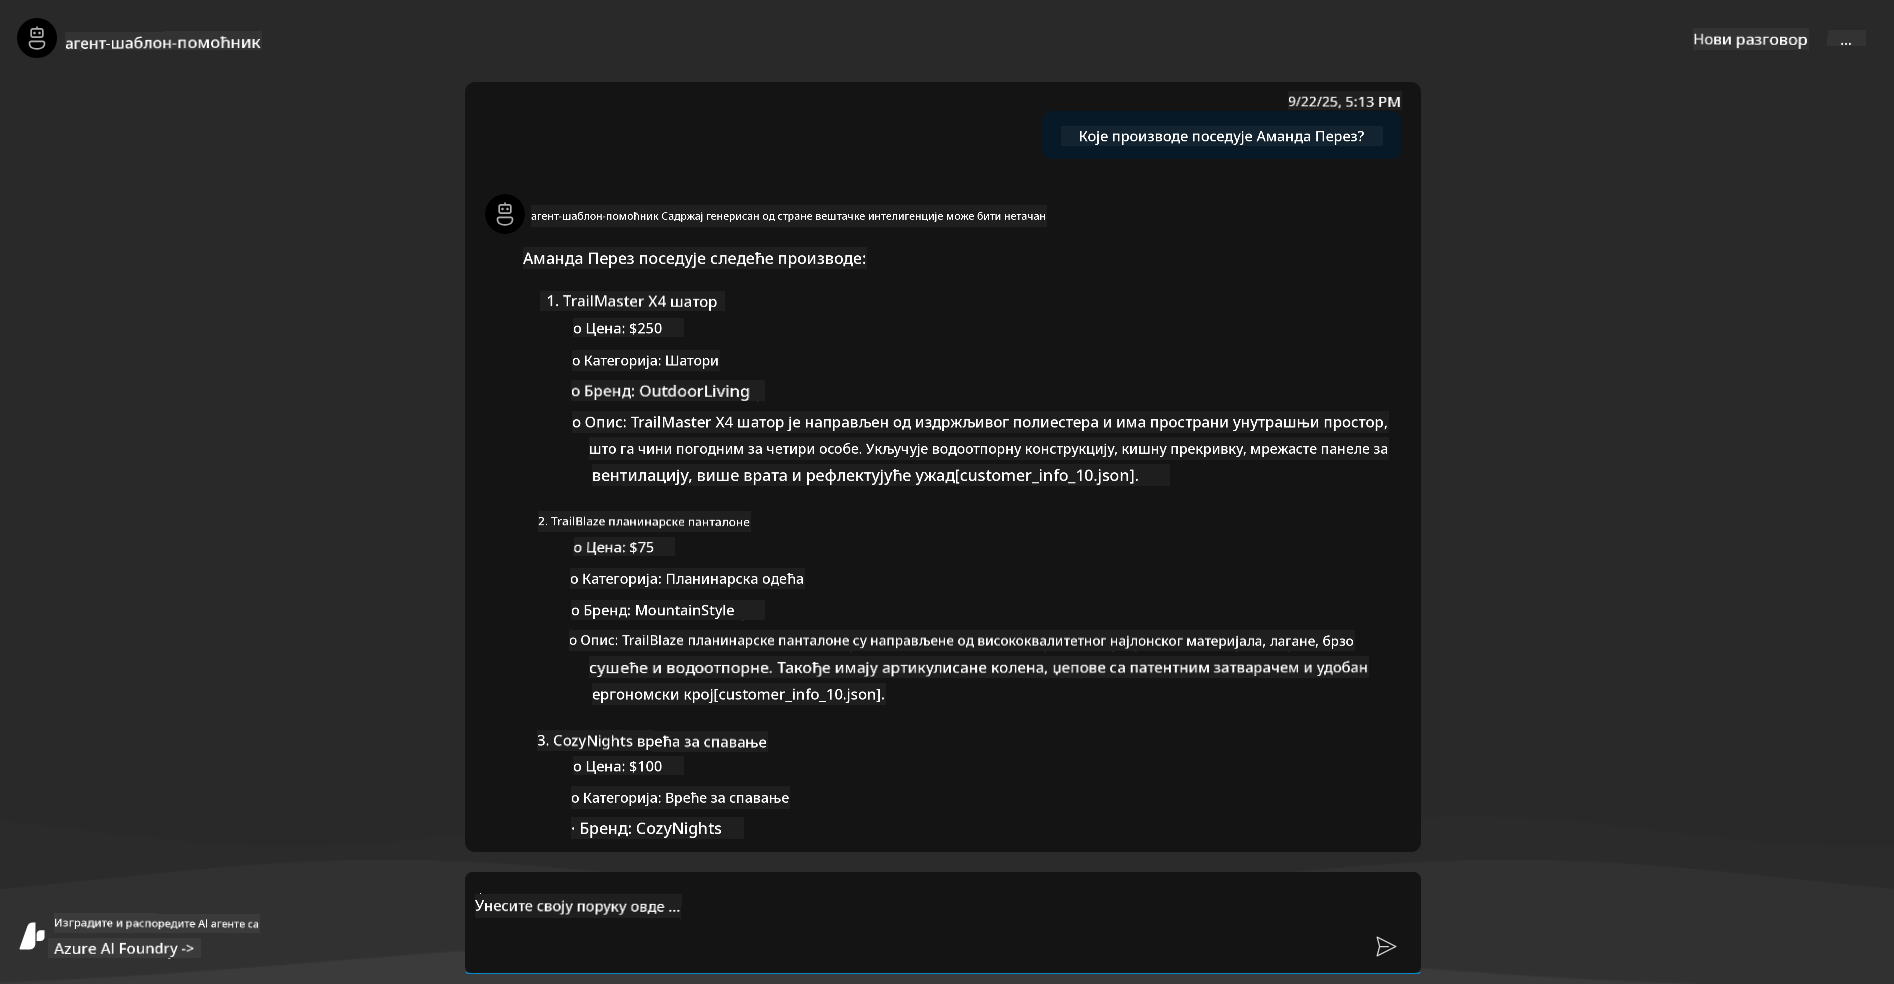 агент-шаблон-помоћник
Нови разговор
...
9/22/25, 5:13 PM
Које производе поседује Аманда Перез?
агент-шаблон-помоћник Садржај генерисан од стране вештачке интелигенције може бити нетачан
Аманда Перез поседује следеће производе:
1. TrailMaster X4 шатор
o Цена: $250
o Категорија: Шатори
o Бренд: OutdoorLiving
o Опис: TrailMaster X4 шатор је направљен од издржљивог полиестера и има пространи унутрашњи простор,
што га чини погодним за четири особе. Укључује водоотпорну конструкцију, кишну прекривку, мрежасте панеле за
вентилацију, више врата и рефлектујуће ужад[customer_info_10.json].
2. TrailBlaze планинарске панталоне
o Цена: $75
o Категорија: Планинарска одећа
o Бренд: MountainStyle
o Опис: TrailBlaze планинарске панталоне су направљене од висококвалитетног најлонског материјала, лагане, брзо
сушеће и водоотпорне. Такође имају артикулисане колена, џепове са патентним затварачем и удобан
ергономски крој[customer_info_10.json].
3. CozyNights врећа за спавање
o Цена: $100
o Категорија: Вреће за спавање
· Бренд: CozyNights
Унесите своју поруку овде ...
Изградите и распоредите AI агенте са
Azure AI Foundry ->